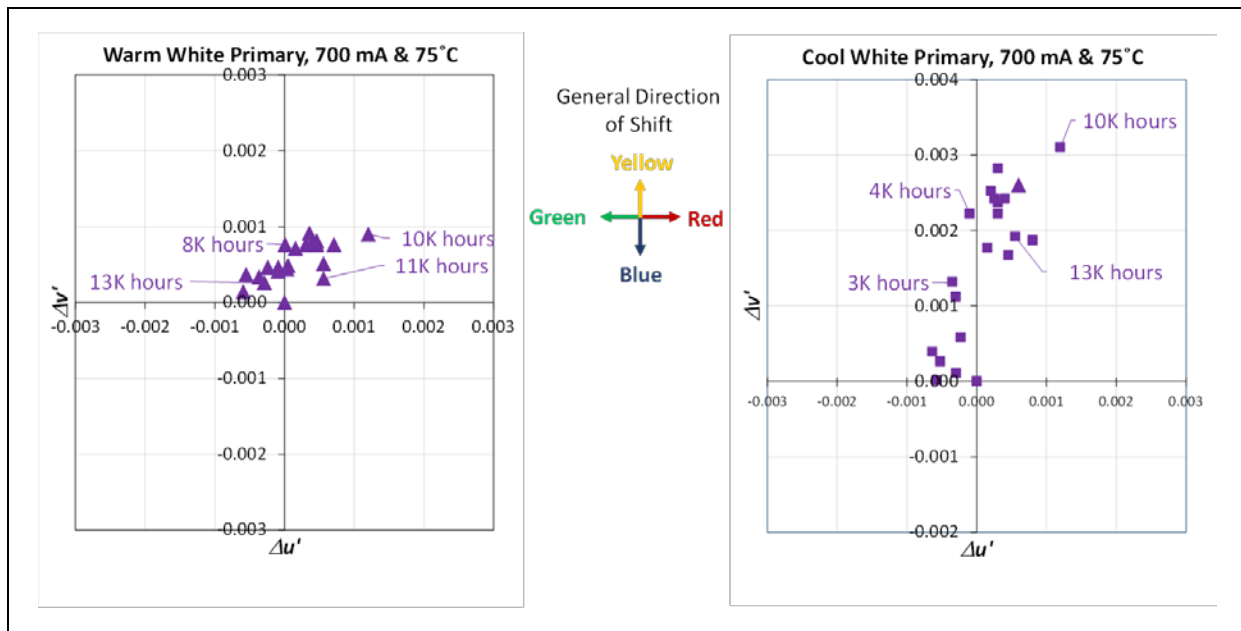 Warm White Primary, 700 mA & 75˚C
0.003
0.002
0.001
8K hours
10K hours
11K hours
13K hours
0.000
-0.003 -0.002 -0.001 0.000 0.001 0.002 0.003
-0.001
-0.002
-0.003
Δv'
Δu'
General Direction
of Shift
Yellow
Green
Red
Blue
Cool White Primary, 700 mA & 75˚C
0.004
10K hours
0.003
4K hours
0.002
13K hours
3K hours
0.001
0.000
-0.003 -0.002 -0.001 0.000 0.001 0.002 0.003
-0.001
-0.002
Δv'
Δu'